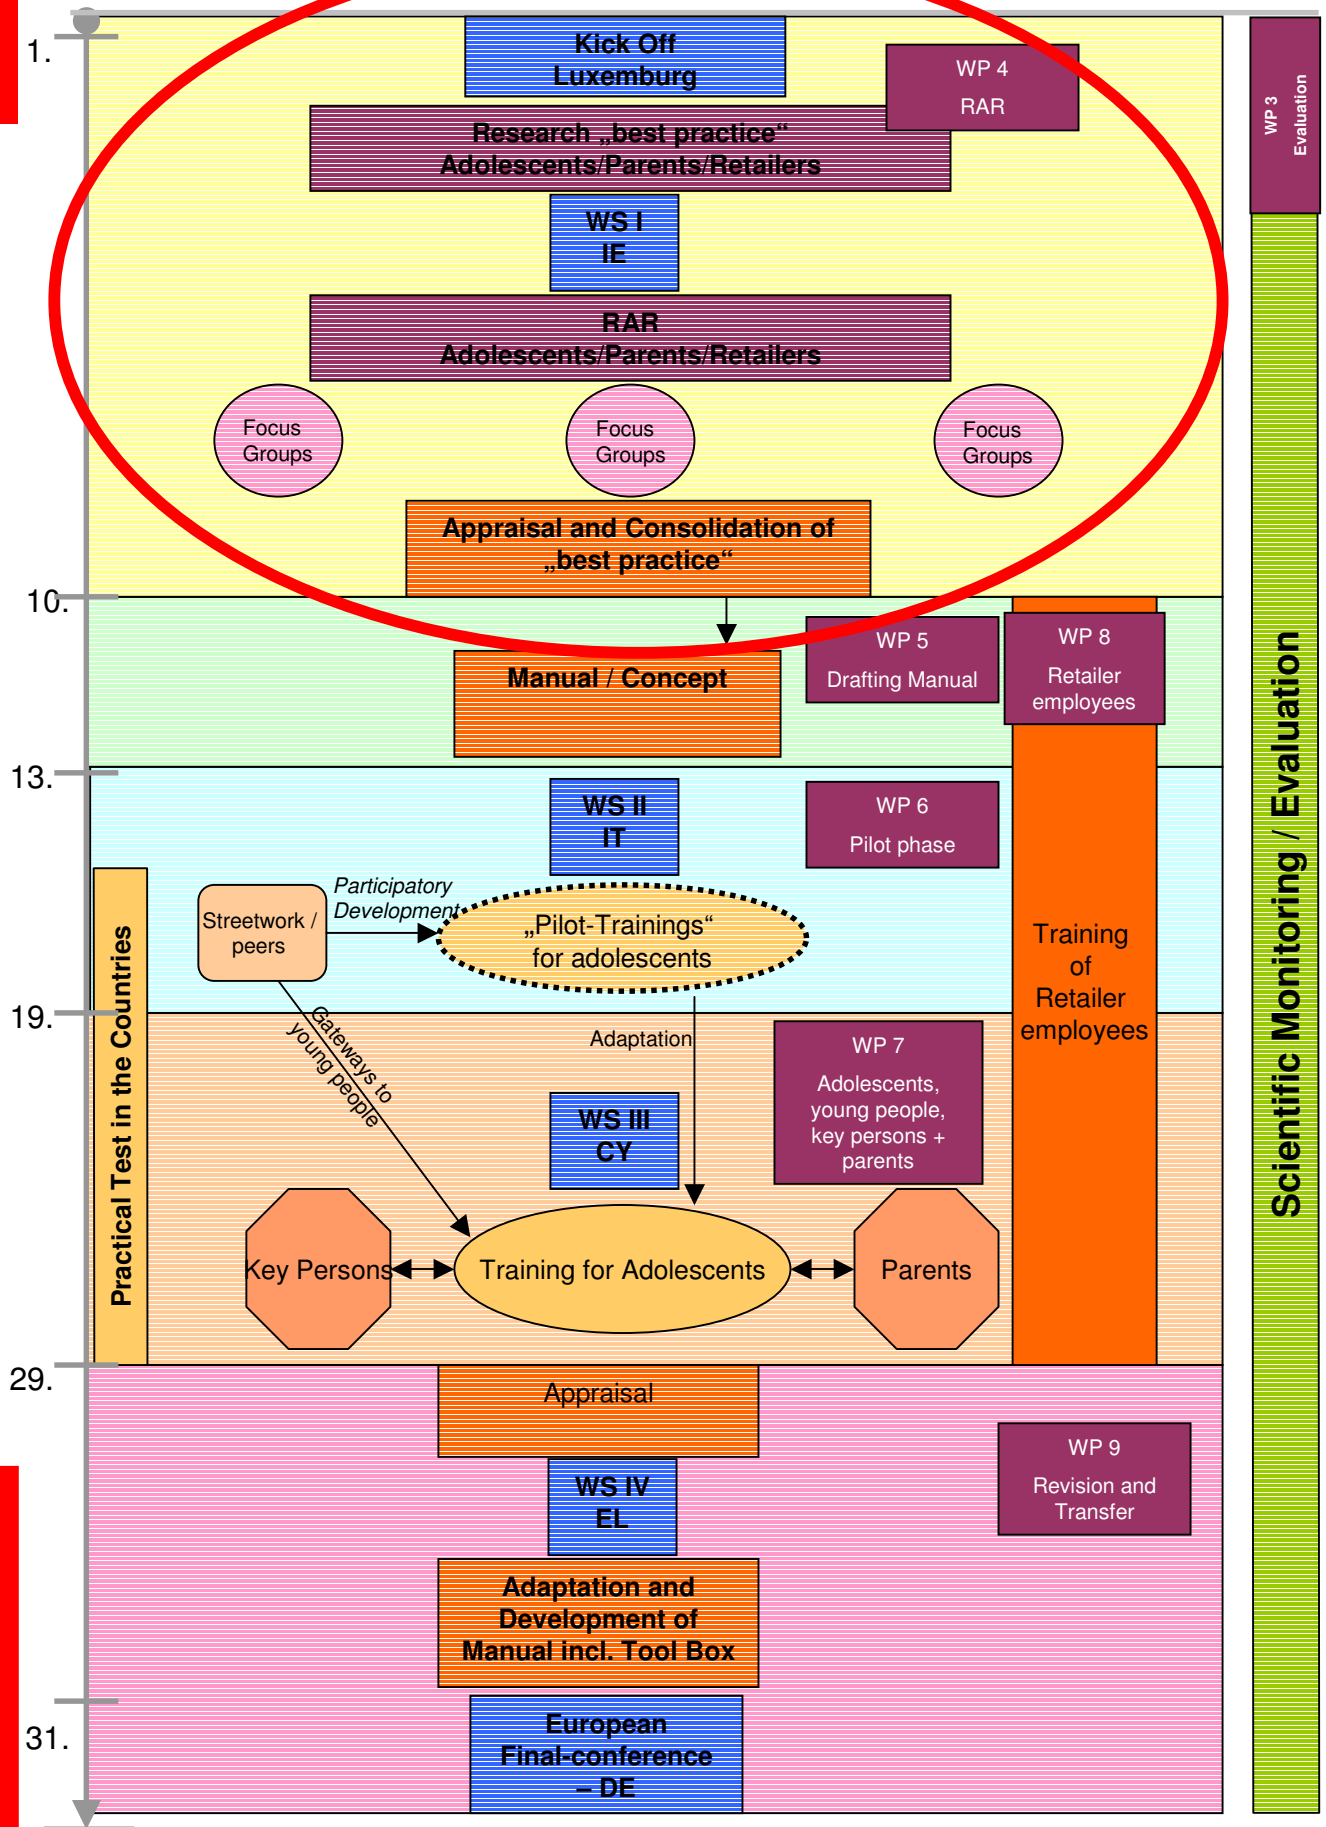 1.
Kick Off
Luxemburg
WP 4
RAR
WP 3
Evaluation
Research „best practice“
Adolescents/Parents/Retailers
WS I
IE
RAR
Adolescents/Parents/Retailers
Focus
Groups
Focus
Groups
Focus
Groups
Appraisal and Consolidation of
„best practice“
10.
Manual / Concept
WP 5
Drafting Manual
WP 8
Retailer
employees
Scientific Monitoring / Evaluation
13.
WS II
IT
WP 6
Pilot phase
Practical Test in the Countries
Streetwork /
peers
Participatory
Development
„Pilot-Trainings“
for adolescents
Training
of
Retailer
employees
19.
Gateways to
young people
Adaptation
WP 7
Adolescents,
young people,
key persons +
parents
WS III
CY
Key Persons
Training for Adolescents
Parents
29.
Appraisal
WP 9
Revision and
Transfer
WS IV
EL
Adaptation and
Development of
Manual incl. Tool Box
31.
European
Final-conference
– DE